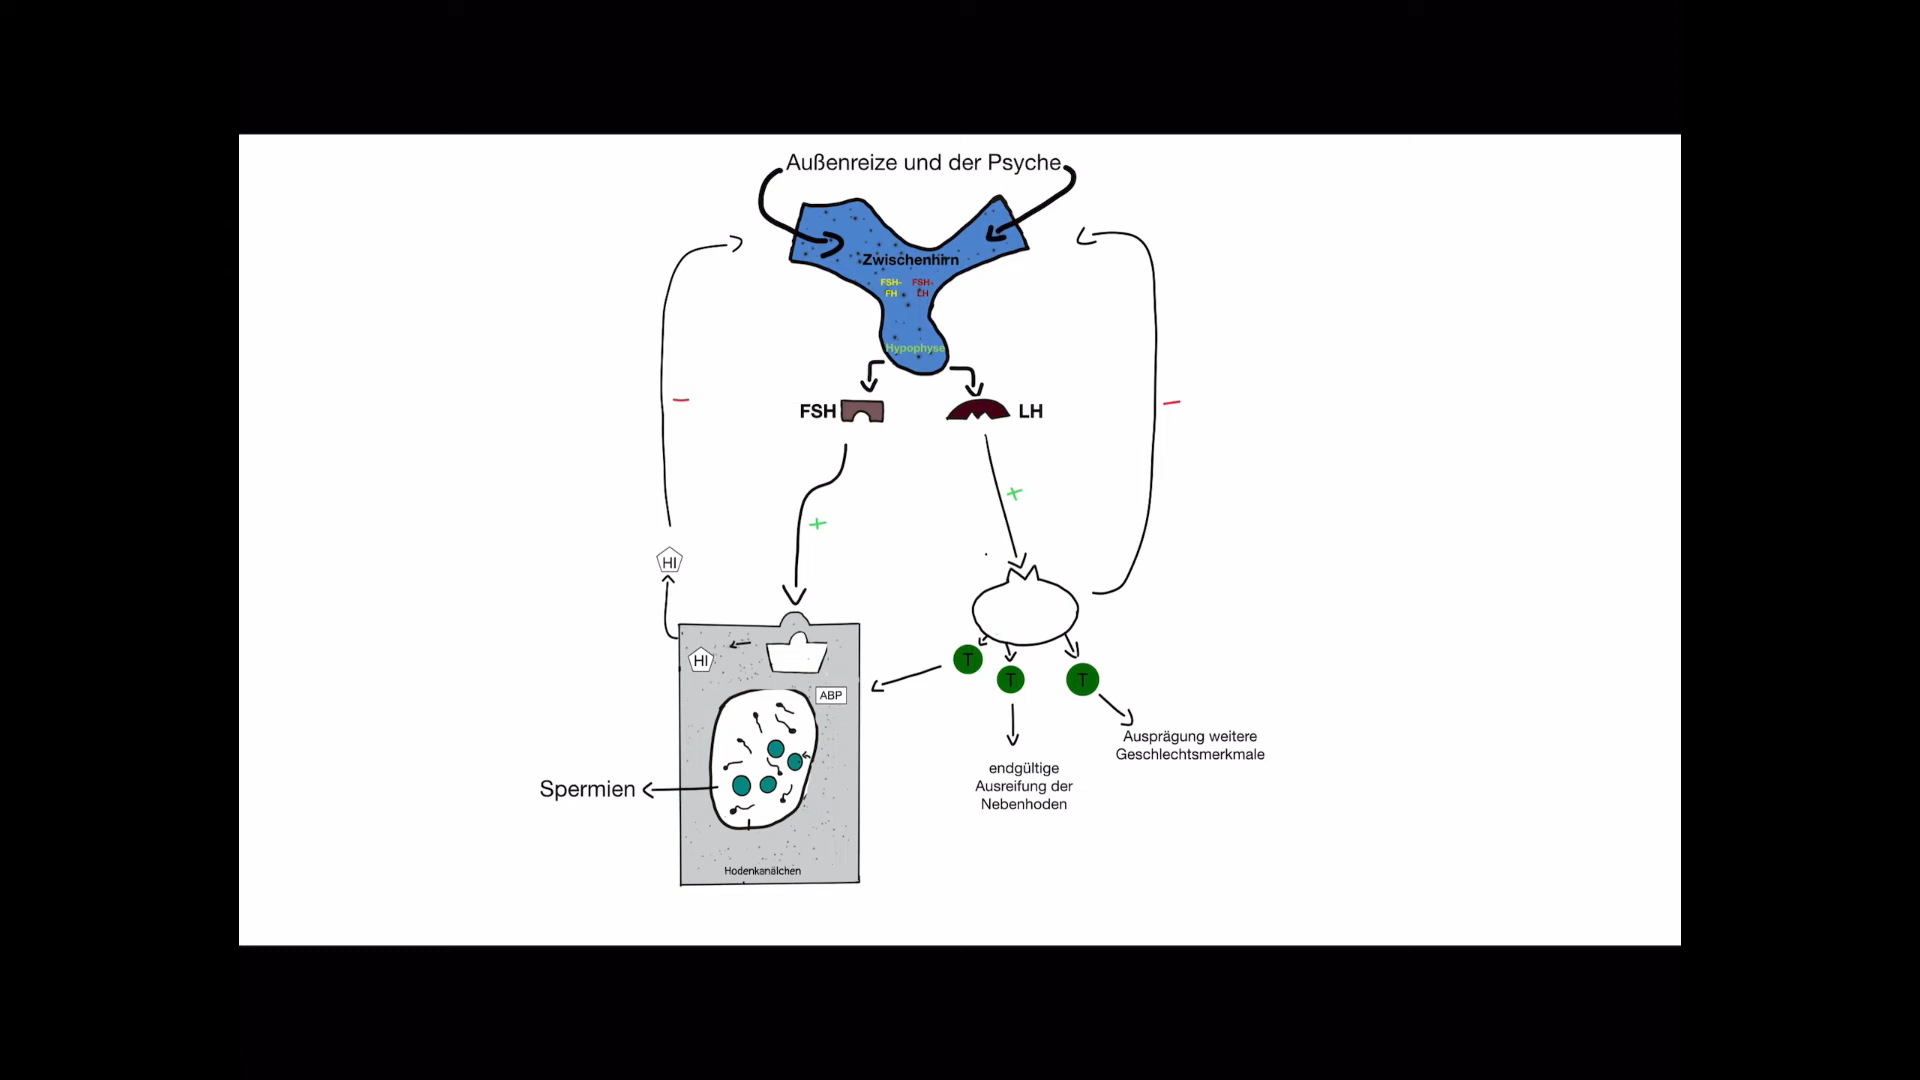 Außenreize und der Psyche
Zwischenhirn
FSH-
FH
FSH-
LH
Hypophyse
FSH
LH
HI
HI
ABP
T
T
T
Ausprägung weitere
Geschlechtsmerkmale
endgültige
Ausreifung der
Nebenhoden
Spermien
Hodenkanälchen